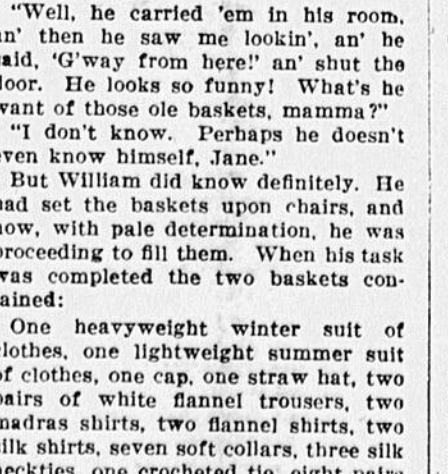 "Well, he carried 'em in his room,
an' then he saw me lookin', an' he
said, 'G'way from here!' an' shut the
door. He looks so funny! What's he
want of those ole baskets, mamma?"
"I don't know. Perhaps he doesn't
even know himself, Jane."
But William did know definitely. He
had set the baskets upon chairs, and
now, with pale determination, he was
proceeding to fill them. When his task
was completed the two baskets con-
tained:
One heavyweight winter suit of
clothes, one lightweight summer suit
of clothes, one cap, one straw hat, two
pairs of white flannel trousers, two
madras shirts, two flannel shirts, two
silk shirts, seven soft collars, three silk
neckties, one crocheted tie, eight pairs